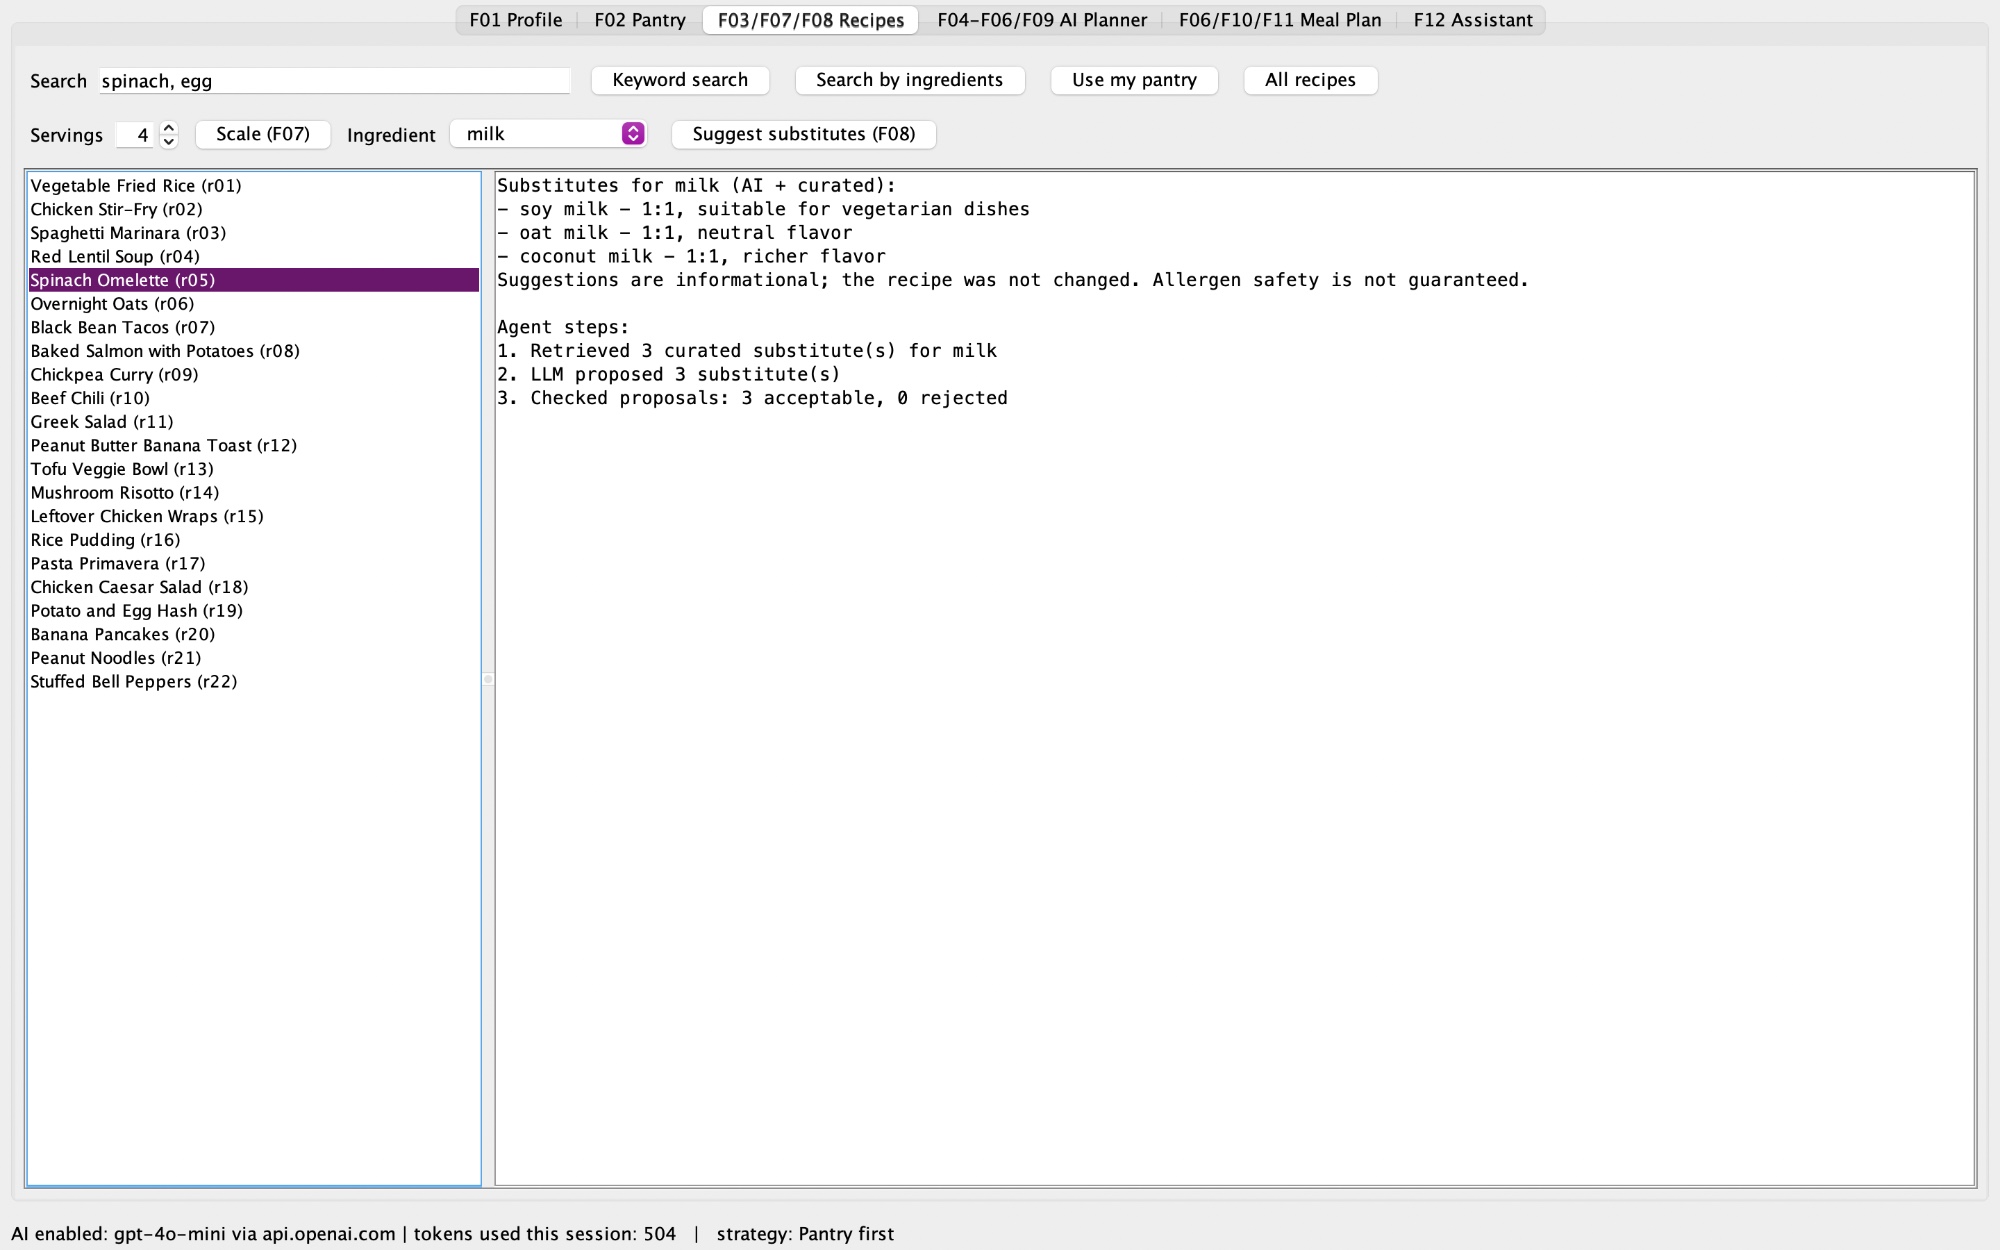 F01 Profile F02 Pantry F03/F07/F08 Recipes F04-F06/F09 AI Planner F06/F10/F11 Meal Plan F12 Assistant
Search spinach, egg Keyword search Search by ingredients Use my pantry All recipes
Servings 4 Scale (F07) Ingredient milk Suggest substitutes (F08)
Vegetable Fried Rice (r01)
Chicken Stir-Fry (r02)
Spaghetti Marinara (r03)
Red Lentil Soup (r04)
Spinach Omelette (r05)
Overnight Oats (r06)
Black Bean Tacos (r07)
Baked Salmon with Potatoes (r08)
Chickpea Curry (r09)
Beef Chili (r10)
Greek Salad (r11)
Peanut Butter Banana Toast (r12)
Tofu Veggie Bowl (r13)
Mushroom Risotto (r14)
Leftover Chicken Wraps (r15)
Rice Pudding (r16)
Pasta Primavera (r17)
Chicken Caesar Salad (r18)
Potato and Egg Hash (r19)
Banana Pancakes (r20)
Peanut Noodles (r21)
Stuffed Bell Peppers (r22)
Substitutes for milk (AI + curated):
- soy milk - 1:1, suitable for vegetarian dishes
- oat milk - 1:1, neutral flavor
- coconut milk - 1:1, richer flavor
Suggestions are informational; the recipe was not changed. Allergen safety is not guaranteed.
Agent steps:
1. Retrieved 3 curated substitute(s) for milk
2. LLM proposed 3 substitute(s)
3. Checked proposals: 3 acceptable, 0 rejected
AI enabled: gpt-4o-mini via api.openai.com | tokens used this session: 504 | strategy: Pantry first